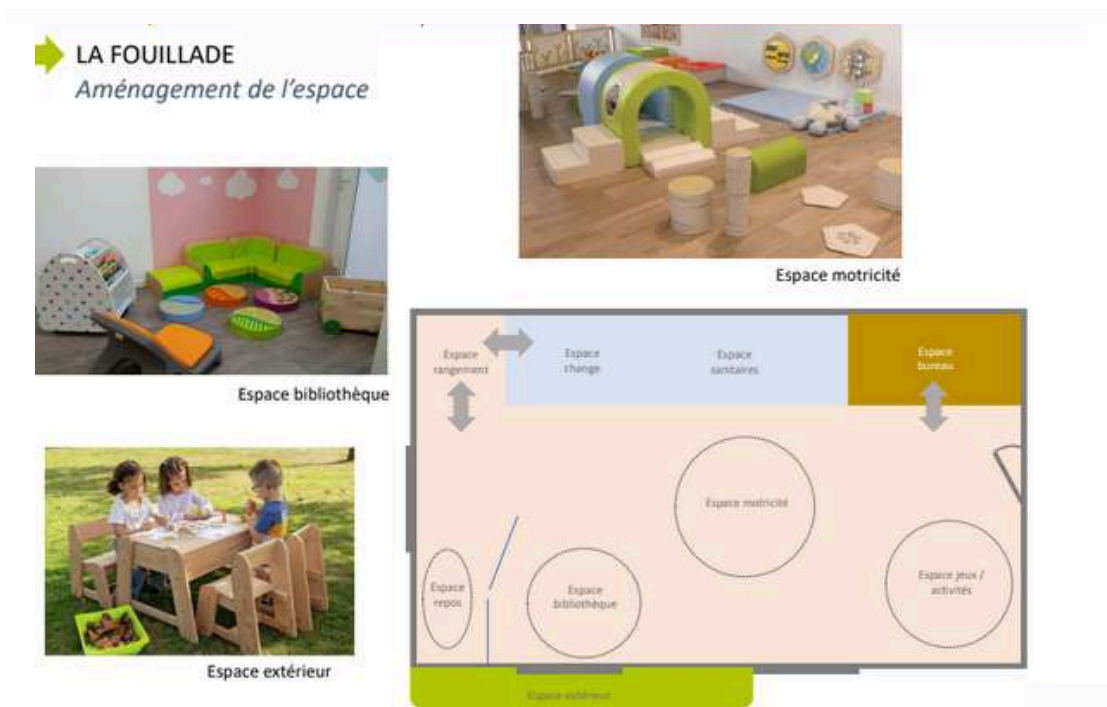 LA FOUILLADE
Aménagement de l'espace
Espace motricité
Espace bibliothèque
Espace extérieur
Espace
rangement
Espace
change
Espace
sanitaires
Espace
bureau
Espace motricité
Espace
repos
Espace
bibliothèque
Espace jeux /
activités
Espace extérieur